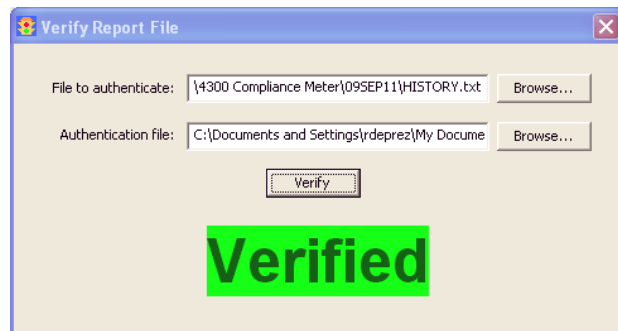 Verify Report File
File to authenticate: \4300 Compliance Meter\09SEP11\HISTORY.txt Browse...
Authentication file: C:\Documents and Settings\rdeprez\My Docume Browse...
Verify
Verified